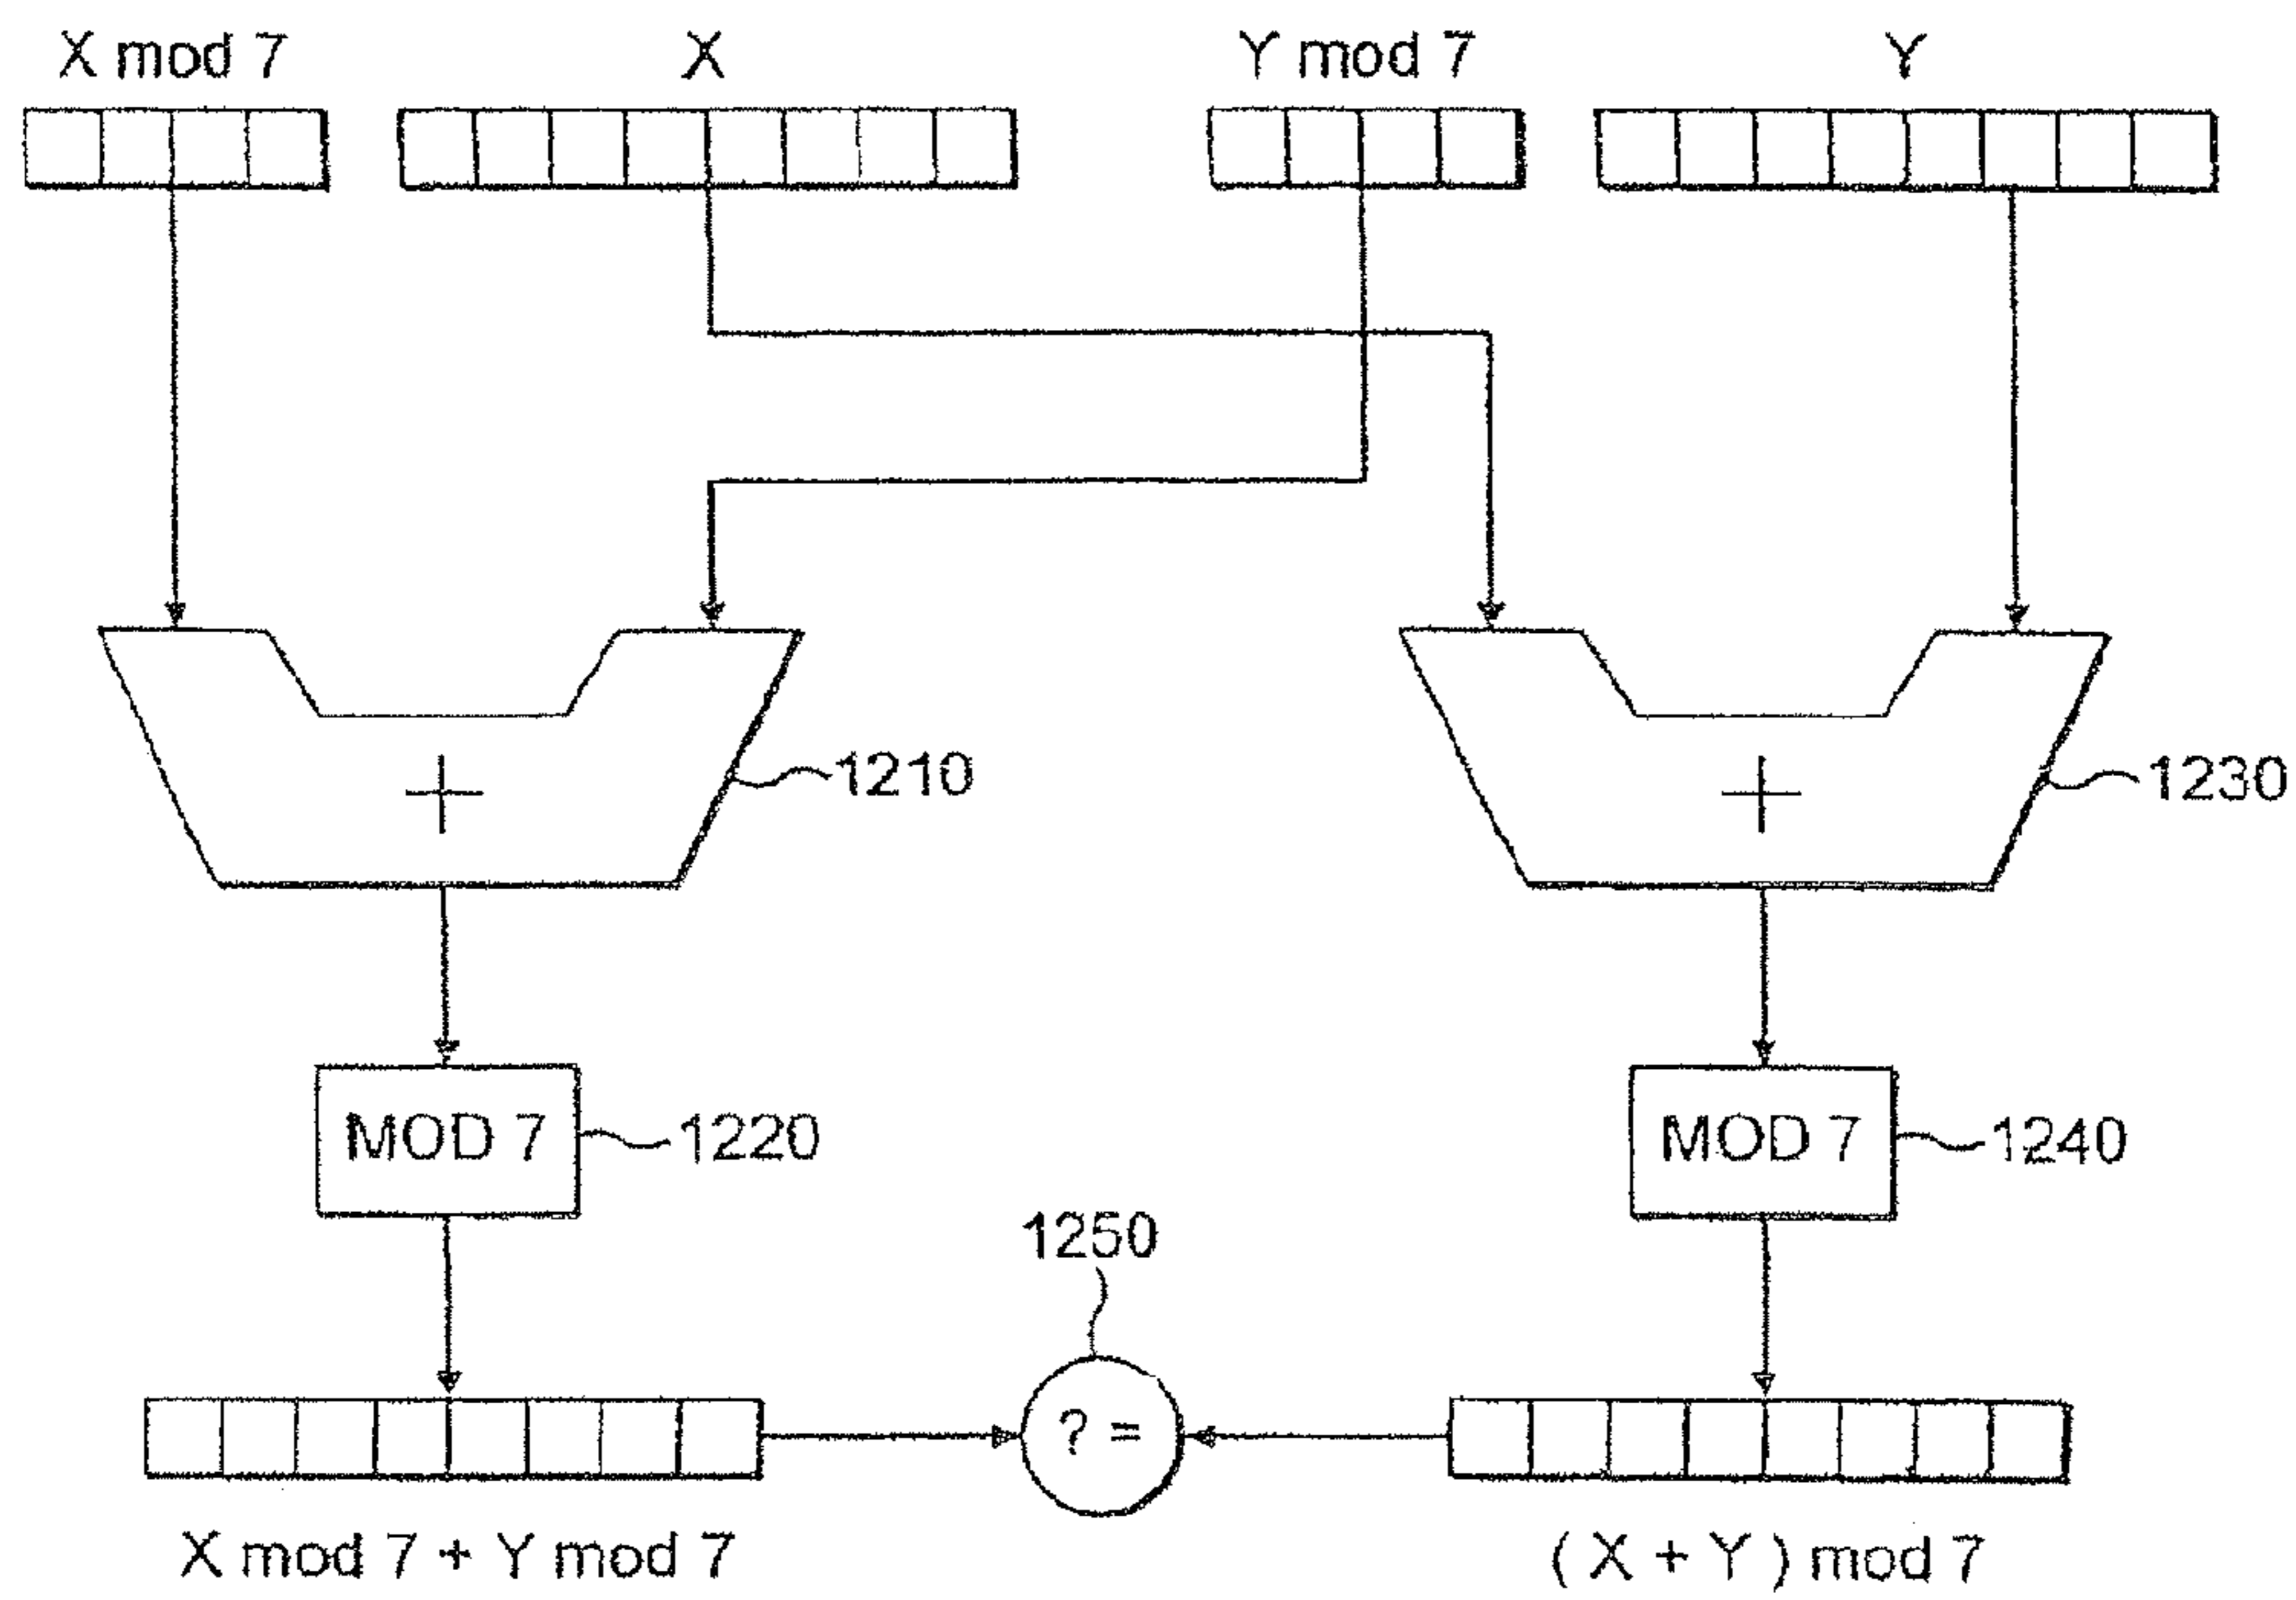 X mod 7
X
Y mod 7
Y
+
1210
+
1230
MOD 7
1220
MOD 7
1240
1250
? =
X mod 7 + Y mod 7
( X + Y ) mod 7